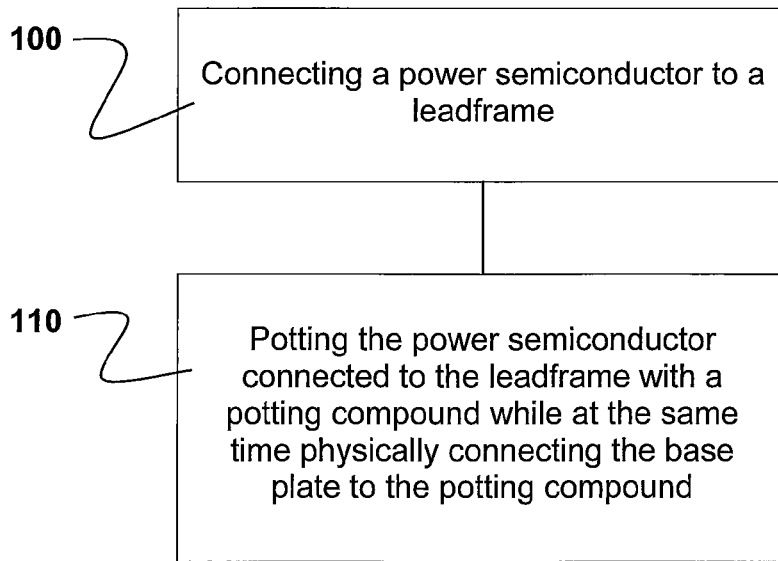 100
Connecting a power semiconductor to a
leadframe
110
Potting the power semiconductor
connected to the leadframe with a
potting compound while at the same
time physically connecting the base
plate to the potting compound